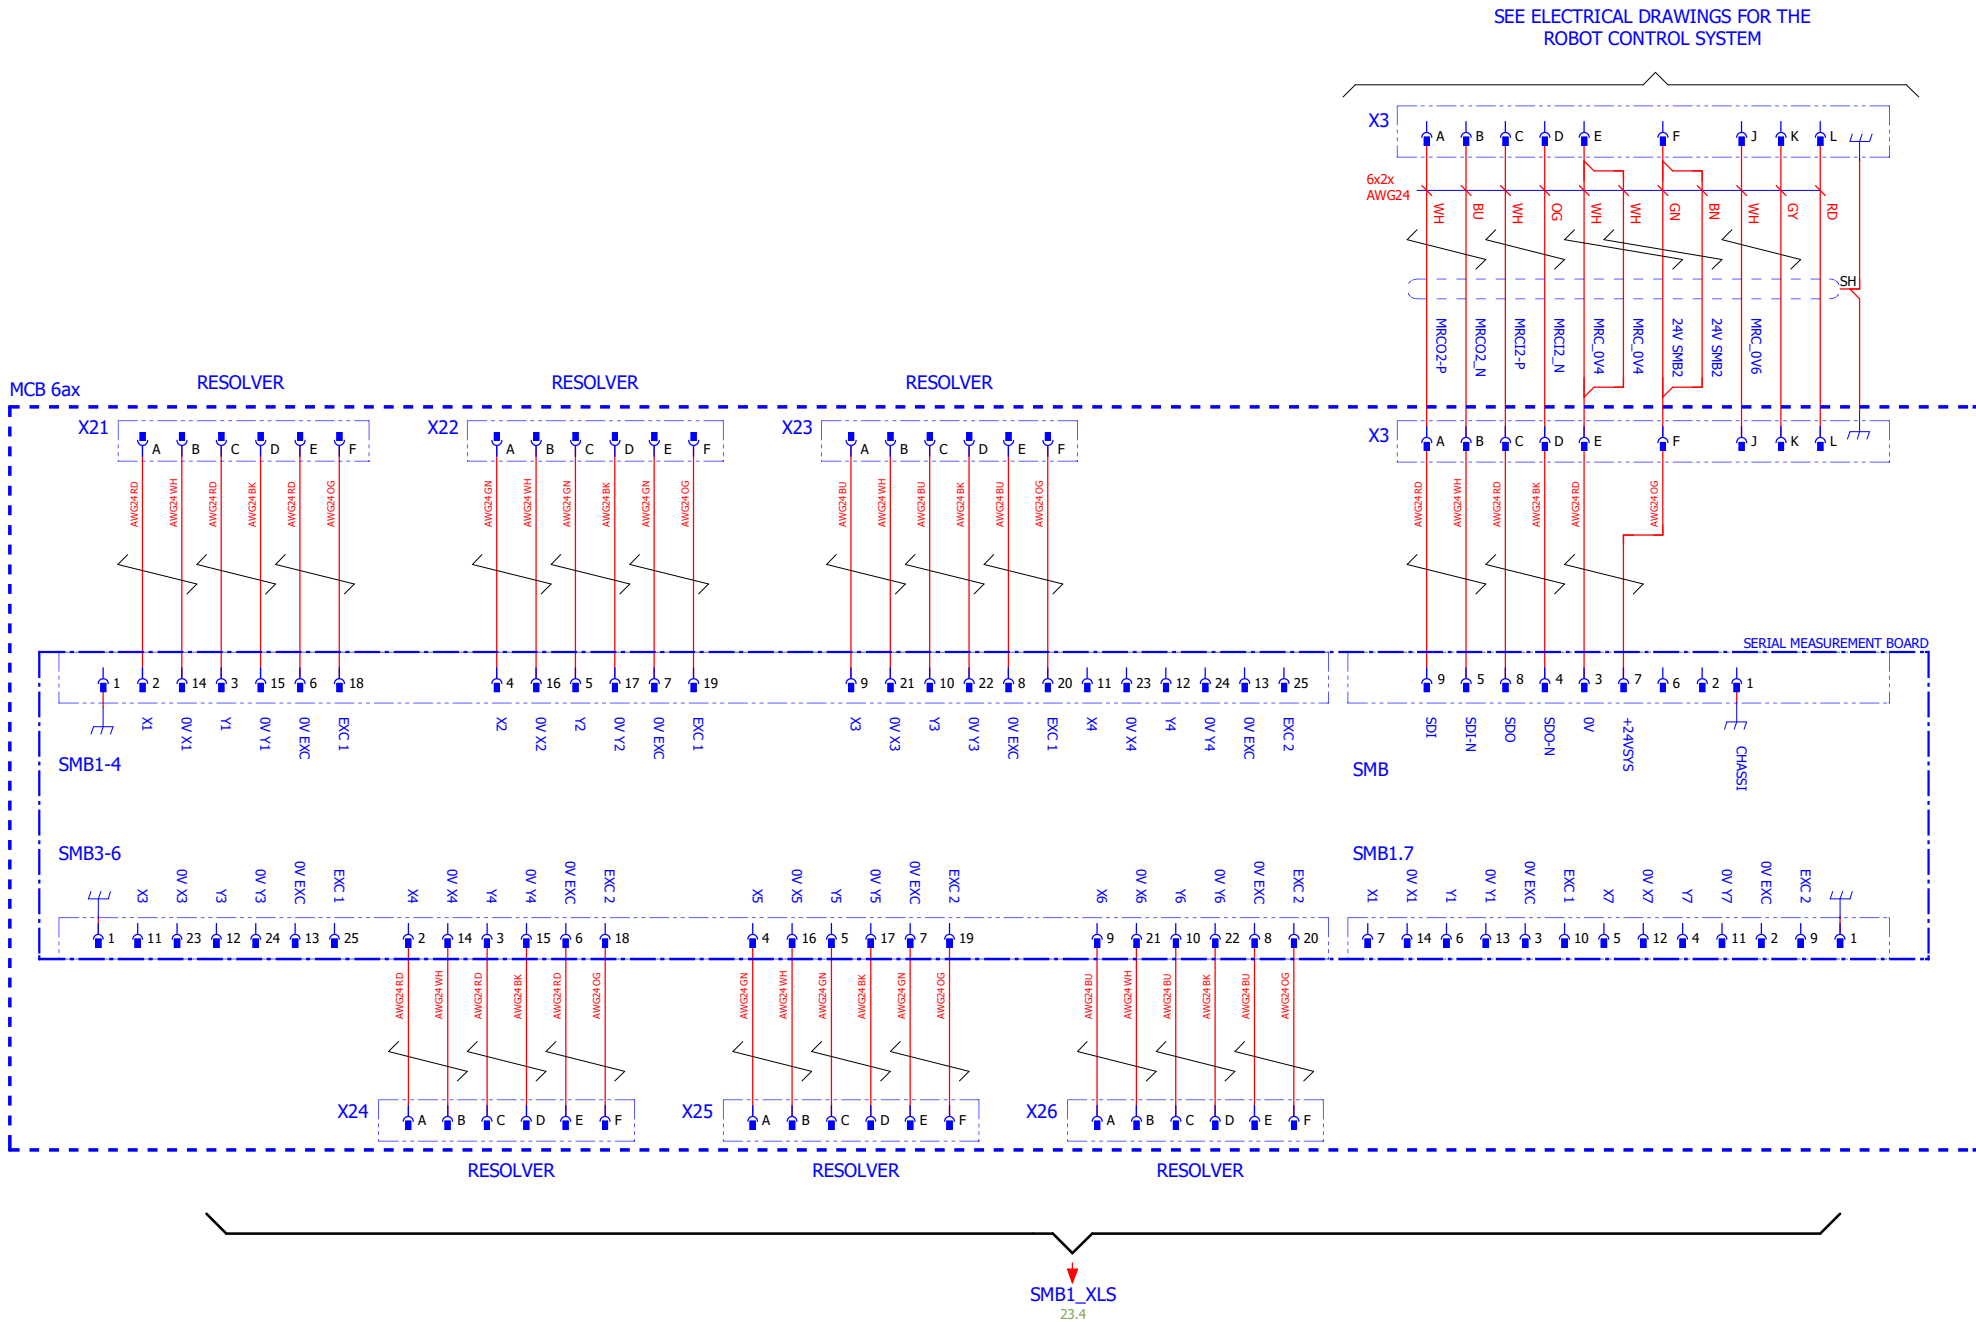 SEE ELECTRICAL DRAWINGS FOR THE
ROBOT CONTROL SYSTEM
X3 A B C D E F J K L
6x2x
AWG24
WH BU WH OG WH WH GN BN WH GY RD
SH
MRCO2-P MRCO2_N MRCI2-P MRCI2_N MRC_0V4 MRC_0V4 24V SMB2 24V SMB2 MRC_0V6
MCB 6ax
RESOLVER RESOLVER RESOLVER
X21 A B C D E F
X22 A B C D E F
X23 A B C D E F
X3 A B C D E F J K L
AWG24 RD AWG24 WH AWG24 RD AWG24 BK AWG24 RD AWG24 OG
AWG24 GN AWG24 WH AWG24 GN AWG24 BK AWG24 GN AWG24 OG
AWG24 BU AWG24 WH AWG24 BU AWG24 BK AWG24 BU AWG24 OG
AWG24 RD AWG24 WH AWG24 RD AWG24 BK AWG24 RD AWG24 OG
SERIAL MEASUREMENT BOARD
1 2 14 3 15 6 18 4 16 5 17 7 19 9 21 10 22 8 20 11 23 12 24 13 25
9 5 8 4 3 7 6 2 1
X1 0V X1 Y1 0V Y1 0V EXC EXC 1 X2 0V X2 Y2 0V Y2 0V EXC EXC 1 X3 0V X3 Y3 0V Y3 0V EXC EXC 1 X4 0V X4 Y4 0V Y4 0V EXC EXC 2
SDI SDI-N SDO SDO-N 0V +24VSYS CHASSI
SMB1-4
SMB
SMB3-6
SMB1.7
X3 0V X3 Y3 0V Y3 0V EXC EXC 1 X4 0V X4 Y4 0V Y4 0V EXC EXC 2 X5 0V X5 Y5 0V Y5 0V EXC EXC 2 X6 0V X6 Y6 0V Y6 0V EXC EXC 2
X1 0V X1 Y1 0V Y1 0V EXC EXC 1 X7 0V X7 Y7 0V Y7 0V EXC EXC 2
1 11 23 12 24 13 25 2 14 3 15 6 18 4 16 5 17 7 19 9 21 10 22 8 20
7 14 6 13 3 10 5 12 4 11 2 9 1
AWG24 RD AWG24 WH AWG24 RD AWG24 BK AWG24 RD AWG24 OG
AWG24 GN AWG24 WH AWG24 GN AWG24 BK AWG24 GN AWG24 OG
AWG24 BU AWG24 WH AWG24 BU AWG24 BK AWG24 BU AWG24 OG
X24 A B C D E F
X25 A B C D E F
X26 A B C D E F
RESOLVER RESOLVER RESOLVER
SMB1_XLS
23.4